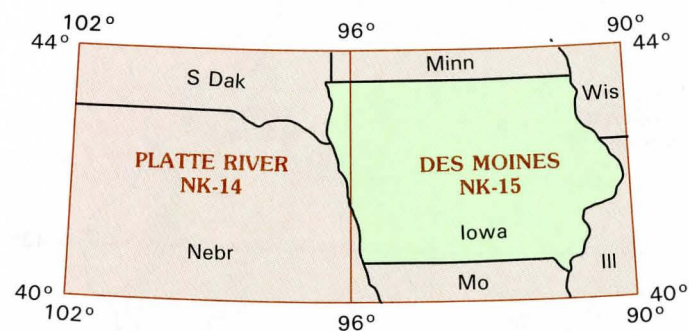 102°
96°
90°
44°
44°
Minn
S Dak
Wis
PLATTE RIVER
NK-14
DES MOINES
NK-15
Iowa
Nebr
Ill
Mo
40°
40°
102°
96°
90°